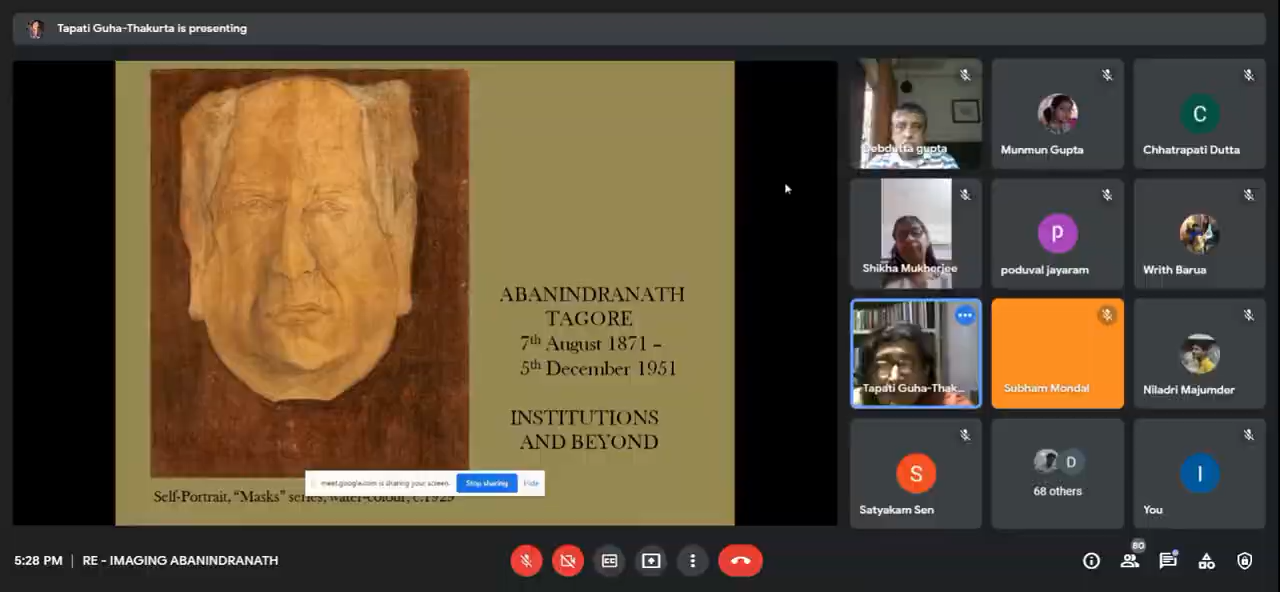 Tapati Guha-Thakurta is presenting
ABANINDRANATH
TAGORE
7th August 1871 –
5th December 1951
INSTITUTIONS
AND BEYOND
meet.google.com is sharing your screen.
Stop sharing
Hide
Self-Portrait, "Masks" series, water-colour, c.1929
Debdutta gupta
Munmun Gupta
C
Chhatrapati Dutta
Shikha Mukherjee
p
poduval jayaram
Writh Barua
Tapati Guha-Thak...
Subham Mondal
Niladri Majumder
S
Satyakam Sen
D
68 others
I
You
5:28 PM | RE - IMAGING ABANINDRANATH
CC
80